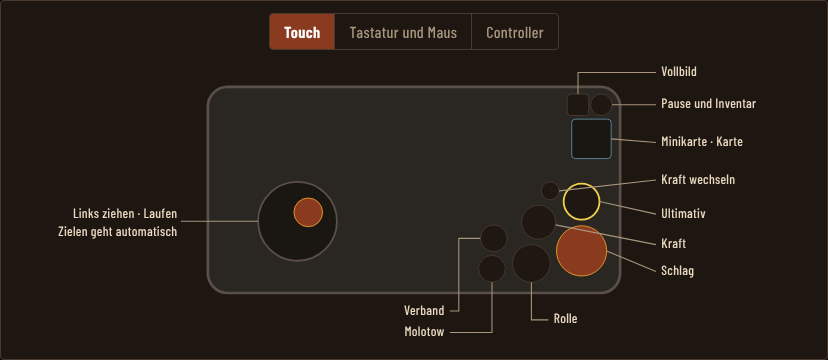 Touch
Tastatur und Maus
Controller
Vollbild
Pause und Inventar
Minikarte · Karte
Kraft wechseln
Links ziehen · Laufen
Zielen geht automatisch
Ultimativ
Kraft
Schlag
Verband
Rolle
Molotow